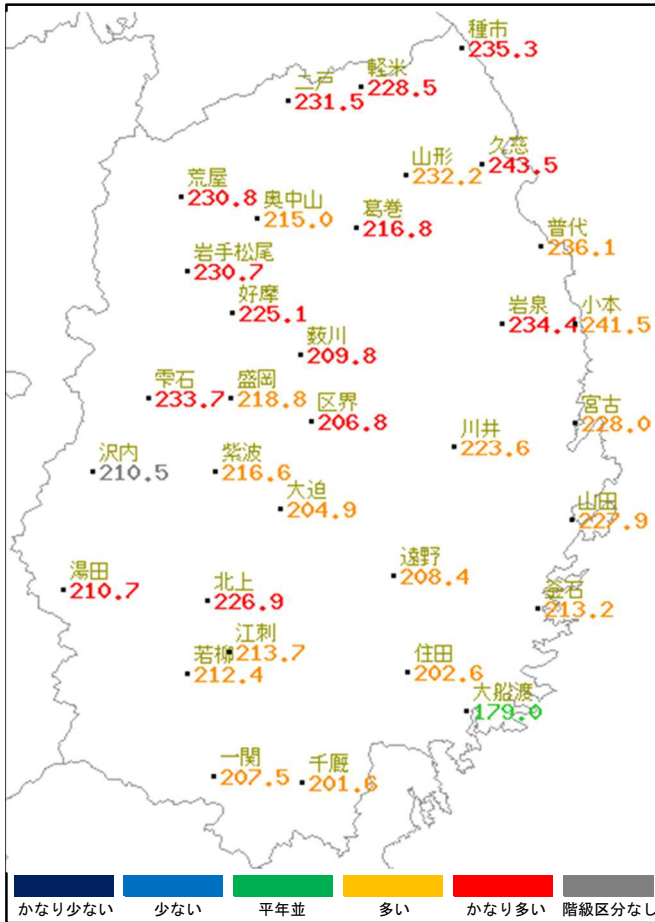 種市
235.3
軽米
228.5
二戸
231.5
久慈
243.5
山形
232.2
荒屋
230.8
奥中山
215.0
葛巻
216.8
普代
236.1
岩手松尾
230.7
好摩
225.1
岩泉
234.4
小本
241.5
薮川
209.8
雫石
233.7
盛岡
218.8
区界
206.8
宮古
228.0
川井
223.6
沢内
210.5
紫波
216.6
大迫
204.9
山田
227.9
遠野
208.4
湯田
210.7
北上
226.9
釜石
213.2
江刺
213.7
若柳
212.4
住田
202.6
大船渡
179.0
一関
207.5
千厩
201.6
かなり少ない 少ない 平年並 多い かなり多い 階級区分なし